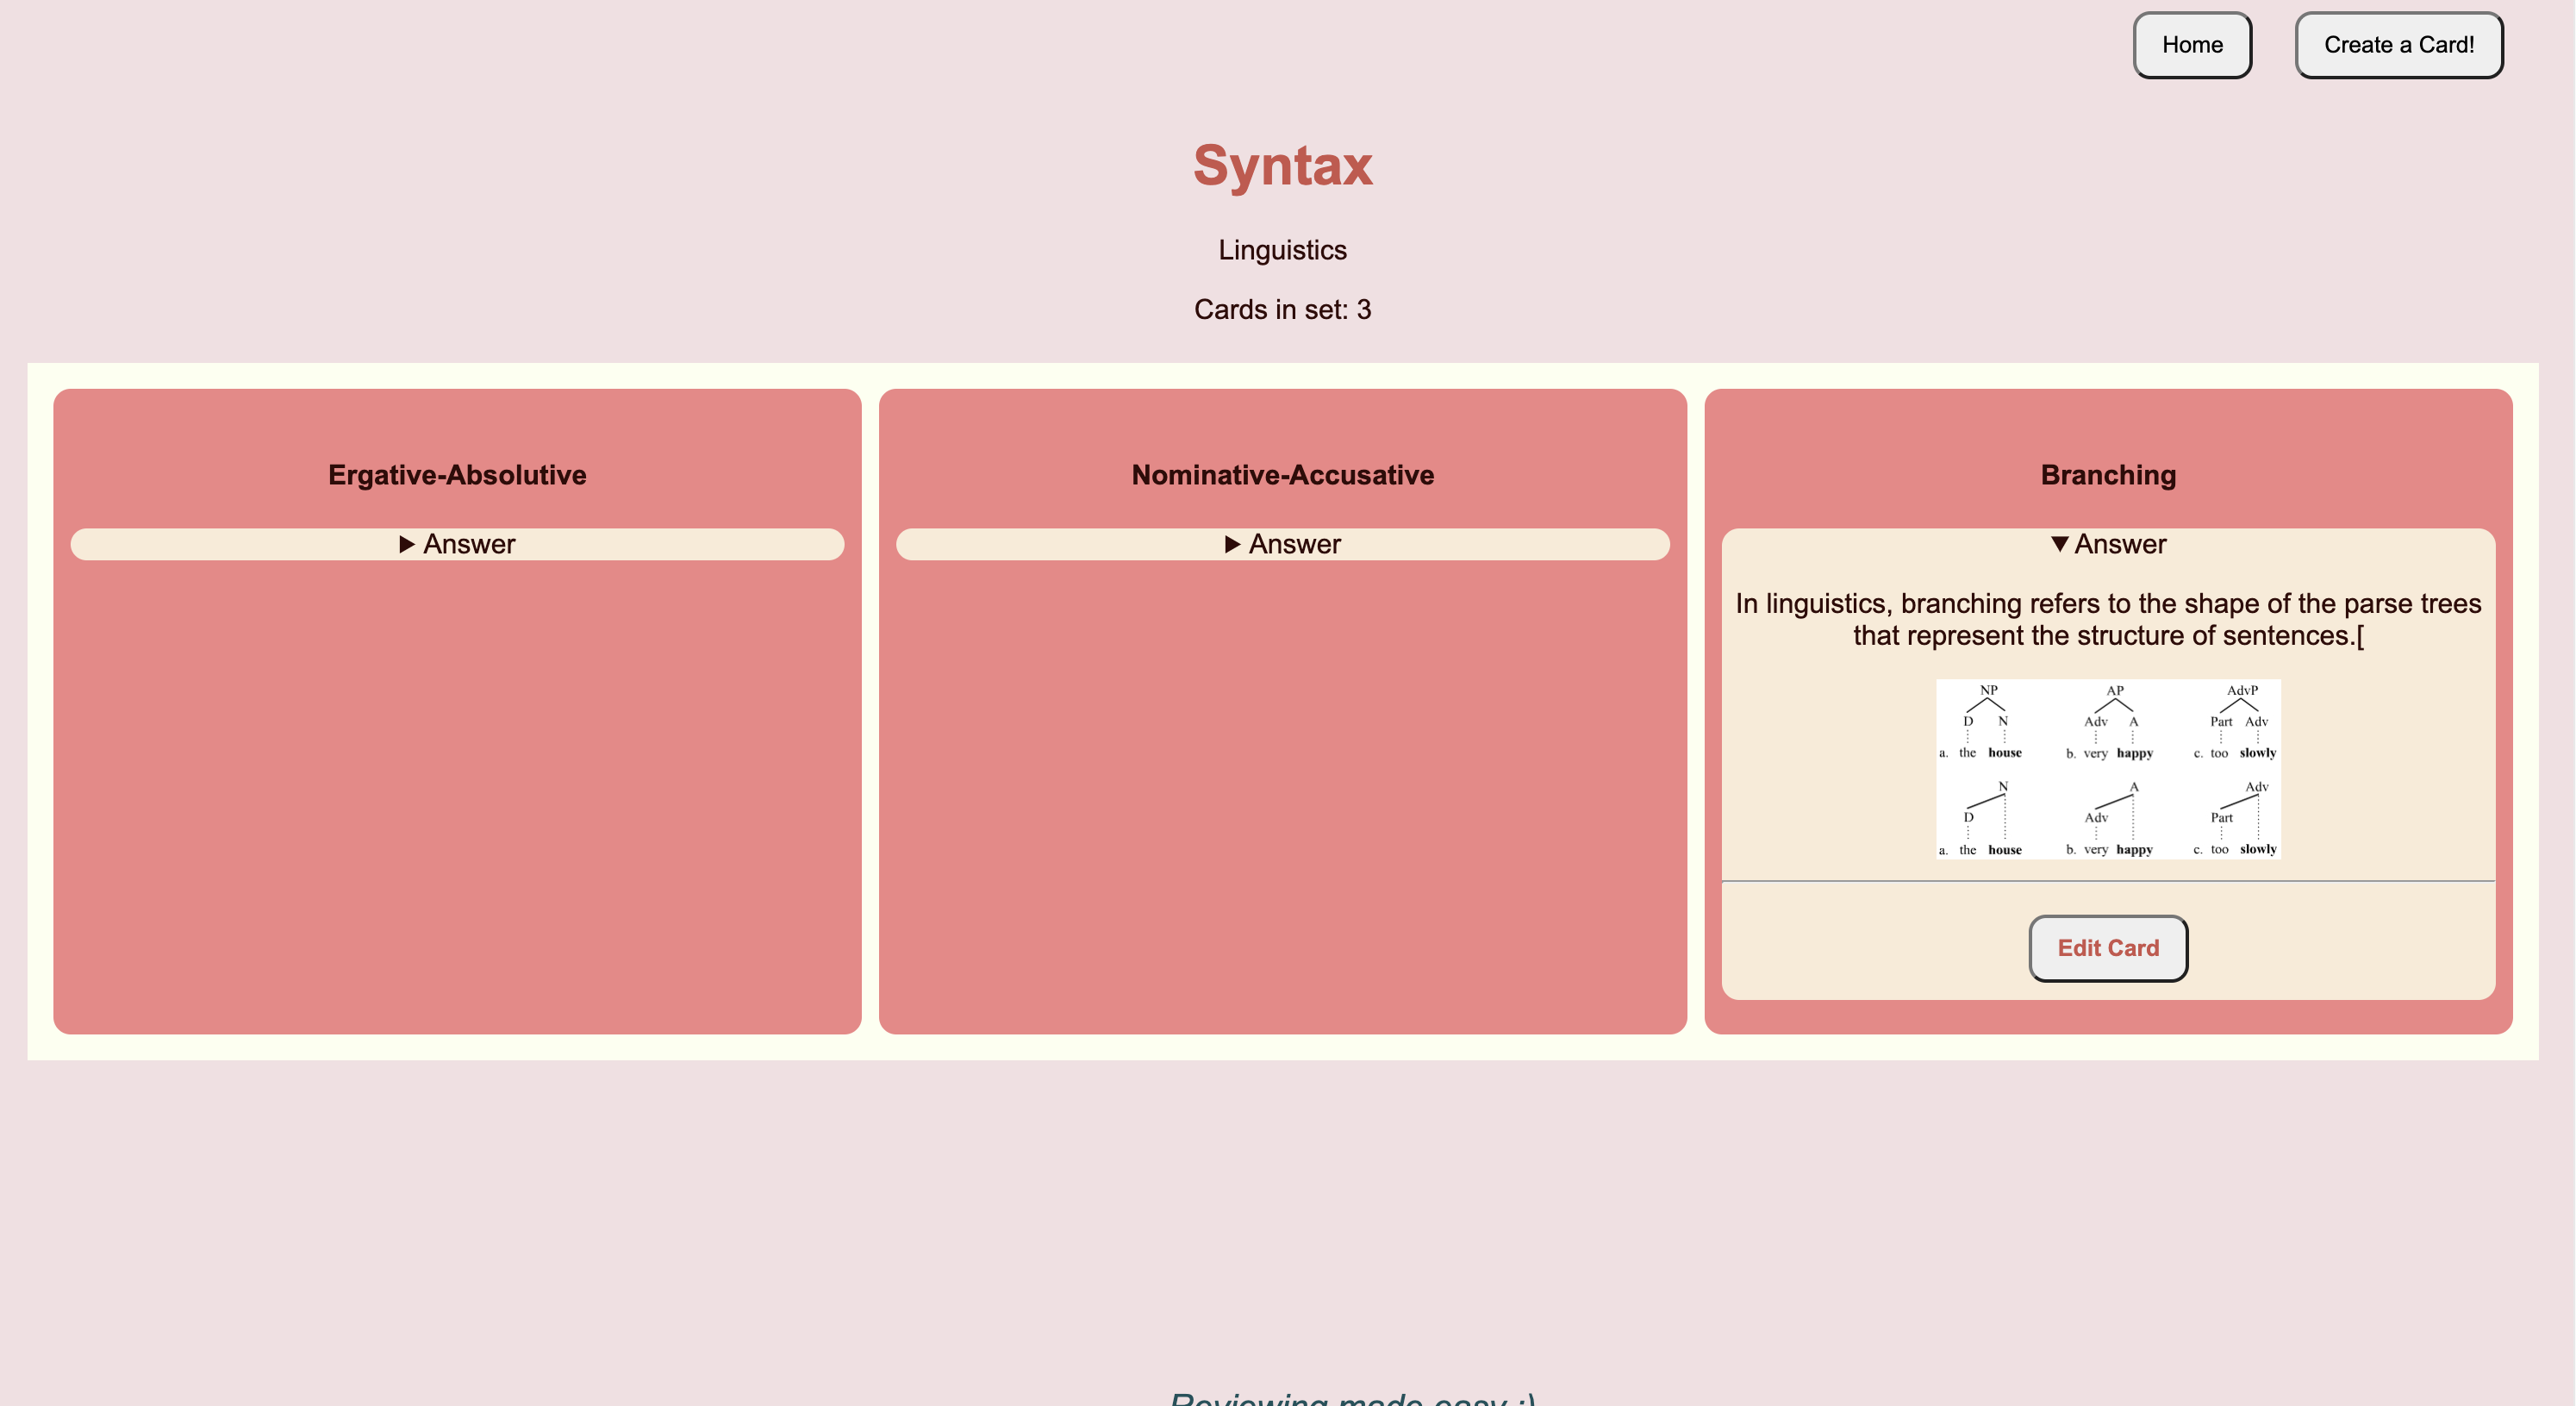 Home Create a Card!
Syntax
Linguistics
Cards in set: 3
Ergative-Absolutive
▶ Answer
Nominative-Accusative
▶ Answer
Branching
▼ Answer
In linguistics, branching refers to the shape of the parse trees
that represent the structure of sentences.[
NP AP AdvP
D N Adv A Part Adv
a. the house b. very happy c. too slowly
N A Adv
D Adv Part
a. the house b. very happy c. too slowly
Edit Card
Reviewing made easy :)